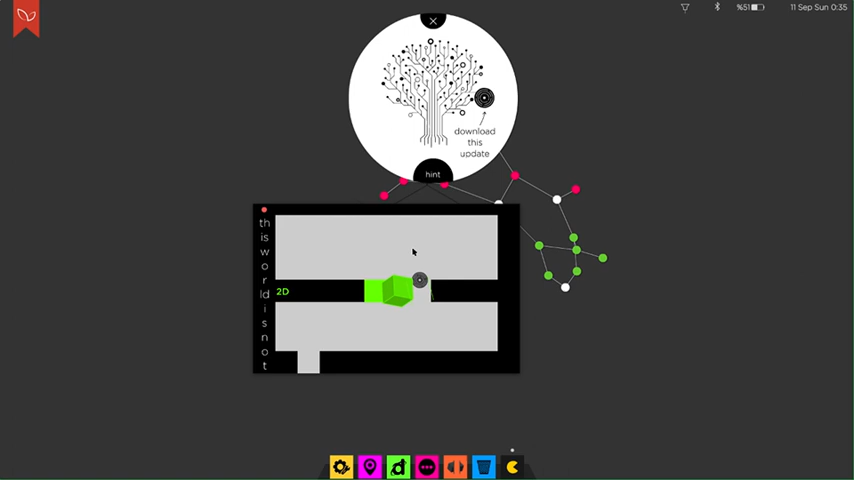 %51
11 Sep Sun 0:35
download
this
update
hint
th
is
w
o
r
ld
i
s
n
o
t
2D